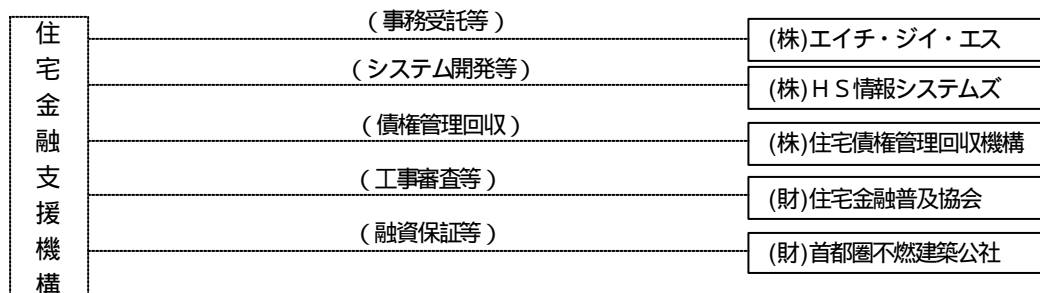 住宅金融支援機構
(事務受託等)
(株)エイチ・ジイ・エス
(システム開発等)
(株)HS情報システムズ
(債権管理回収)
(株)住宅債権管理回収機構
(工事審査等)
(財)住宅金融普及協会
(融資保証等)
(財)首都圏不燃建築公社